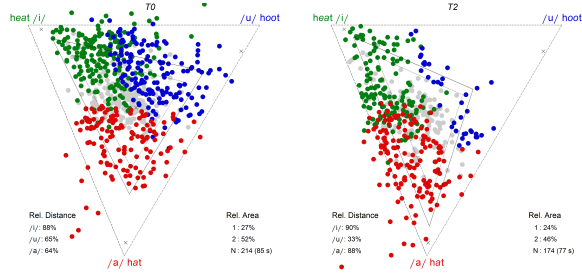 T0
heat /i/
/u/ hoot
Rel. Distance
/i/: 88%
/u/: 65%
/a/: 64%
Rel. Area
1: 27%
2: 52%
N: 214 (85 s)
/a/ hat
T2
heat /i/
/u/ hoot
Rel. Distance
/i/: 90%
/u/: 33%
/a/: 88%
Rel. Area
1: 24%
2: 46%
N: 174 (77 s)
/a/ hat